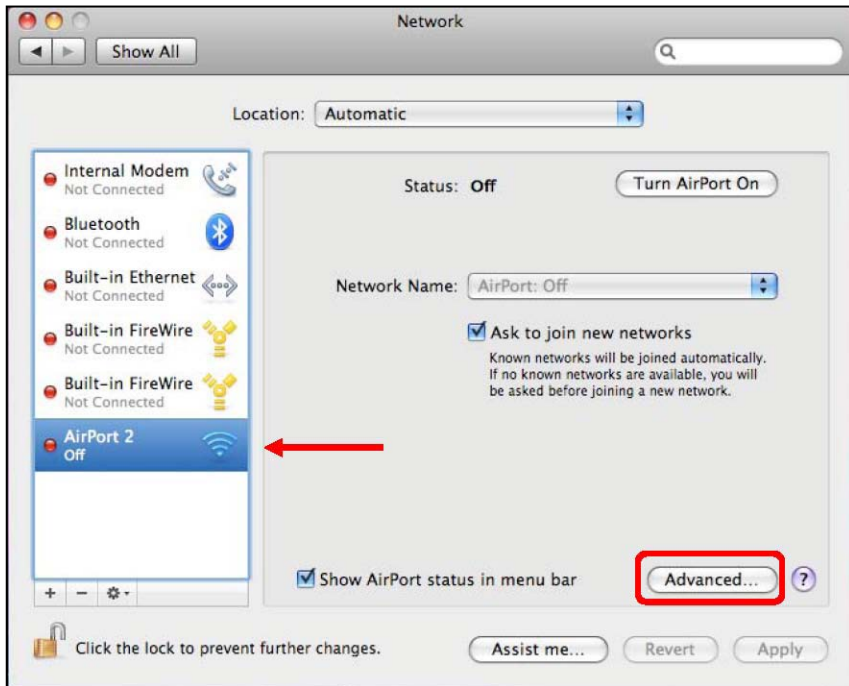 Network
Show All
Location: Automatic
Internal Modem
Not Connected
Bluetooth
Not Connected
Built-in Ethernet
Not Connected
Built-in FireWire
Not Connected
Built-in FireWire
Not Connected
AirPort 2
Off
Status: Off Turn AirPort On
Network Name: AirPort: Off
Ask to join new networks
Known networks will be joined automatically.
If no known networks are available, you will
be asked before joining a new network.
Show AirPort status in menu bar Advanced... ?
Click the lock to prevent further changes. Assist me... Revert Apply